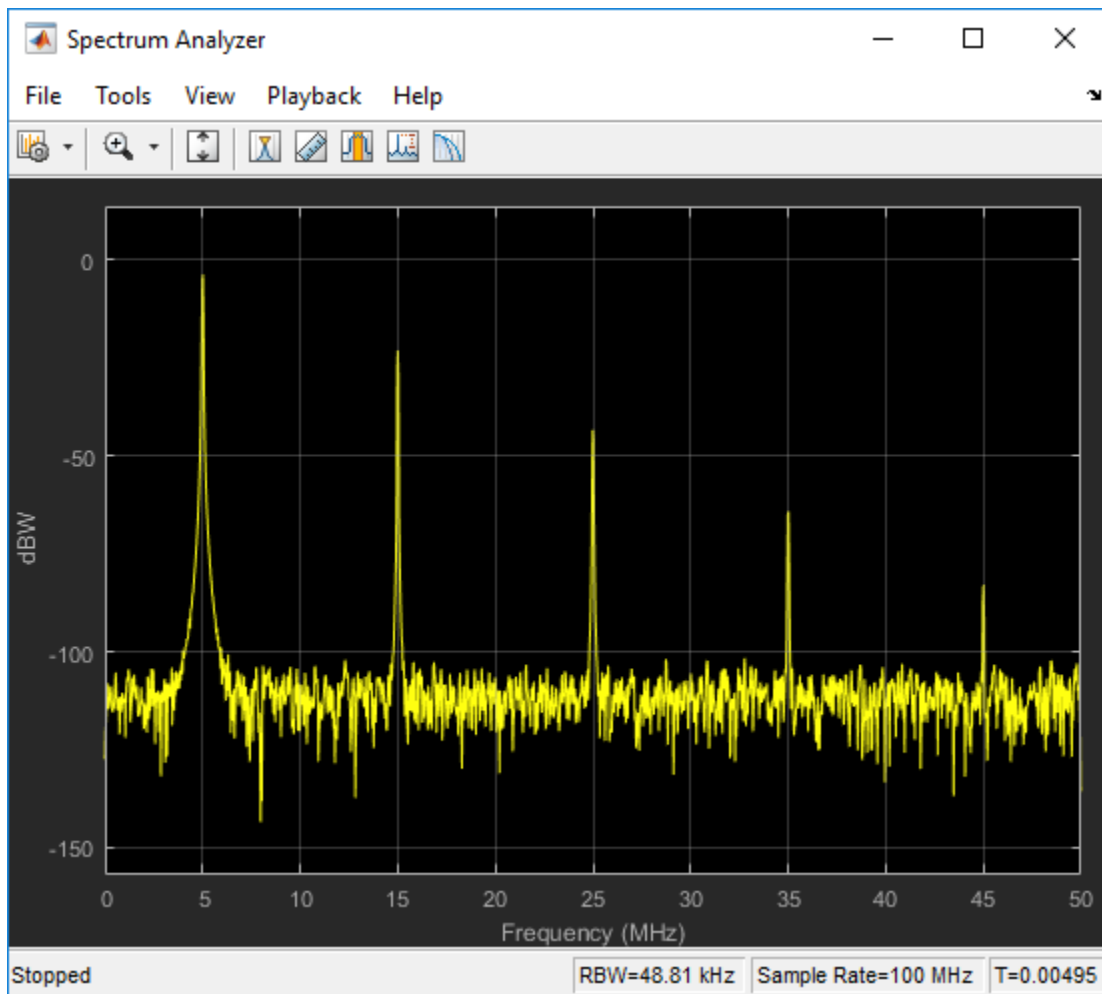 Spectrum Analyzer
File Tools View Playback Help
0
-50
-100
-150
dBW
0 5 10 15 20 25 30 35 40 45 50
Frequency (MHz)
Stopped RBW=48.81 kHz Sample Rate=100 MHz T=0.00495